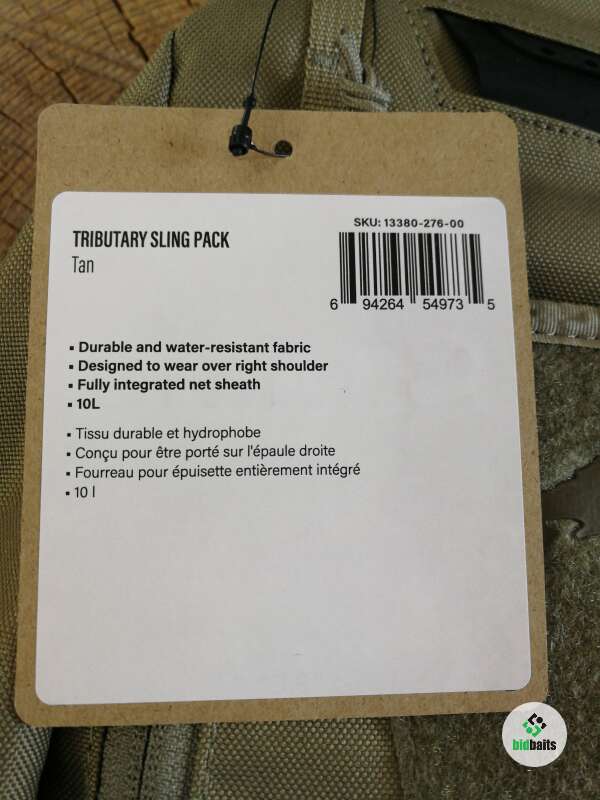 TRIBUTARY SLING PACK
Tan
SKU: 13380-276-00
6 94264 54973 5
▪ Durable and water-resistant fabric
▪ Designed to wear over right shoulder
▪ Fully integrated net sheath
▪ 10L
▪ Tissu durable et hydrophobe
▪ Conçu pour être porté sur l'épaule droite
▪ Fourreau pour épuisette entièrement intégré
▪ 10 l
bidbaits